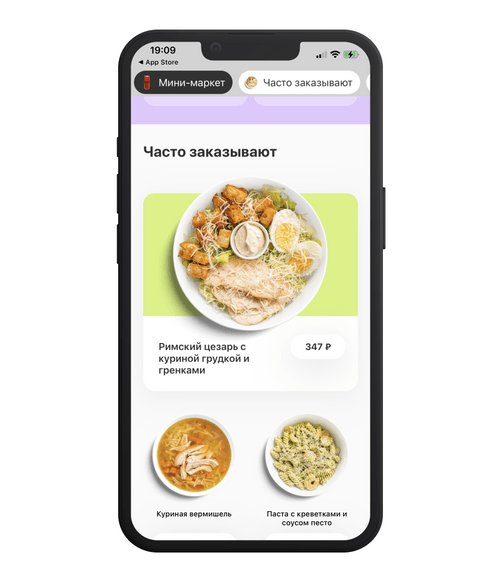 19:09
◀ App Store
Мини-маркет
Часто заказывают
Часто заказывают
Римский цезарь с
куриной грудкой и
гренками
347 ₽
Куриная вермишель
Паста с креветками и
соусом песто